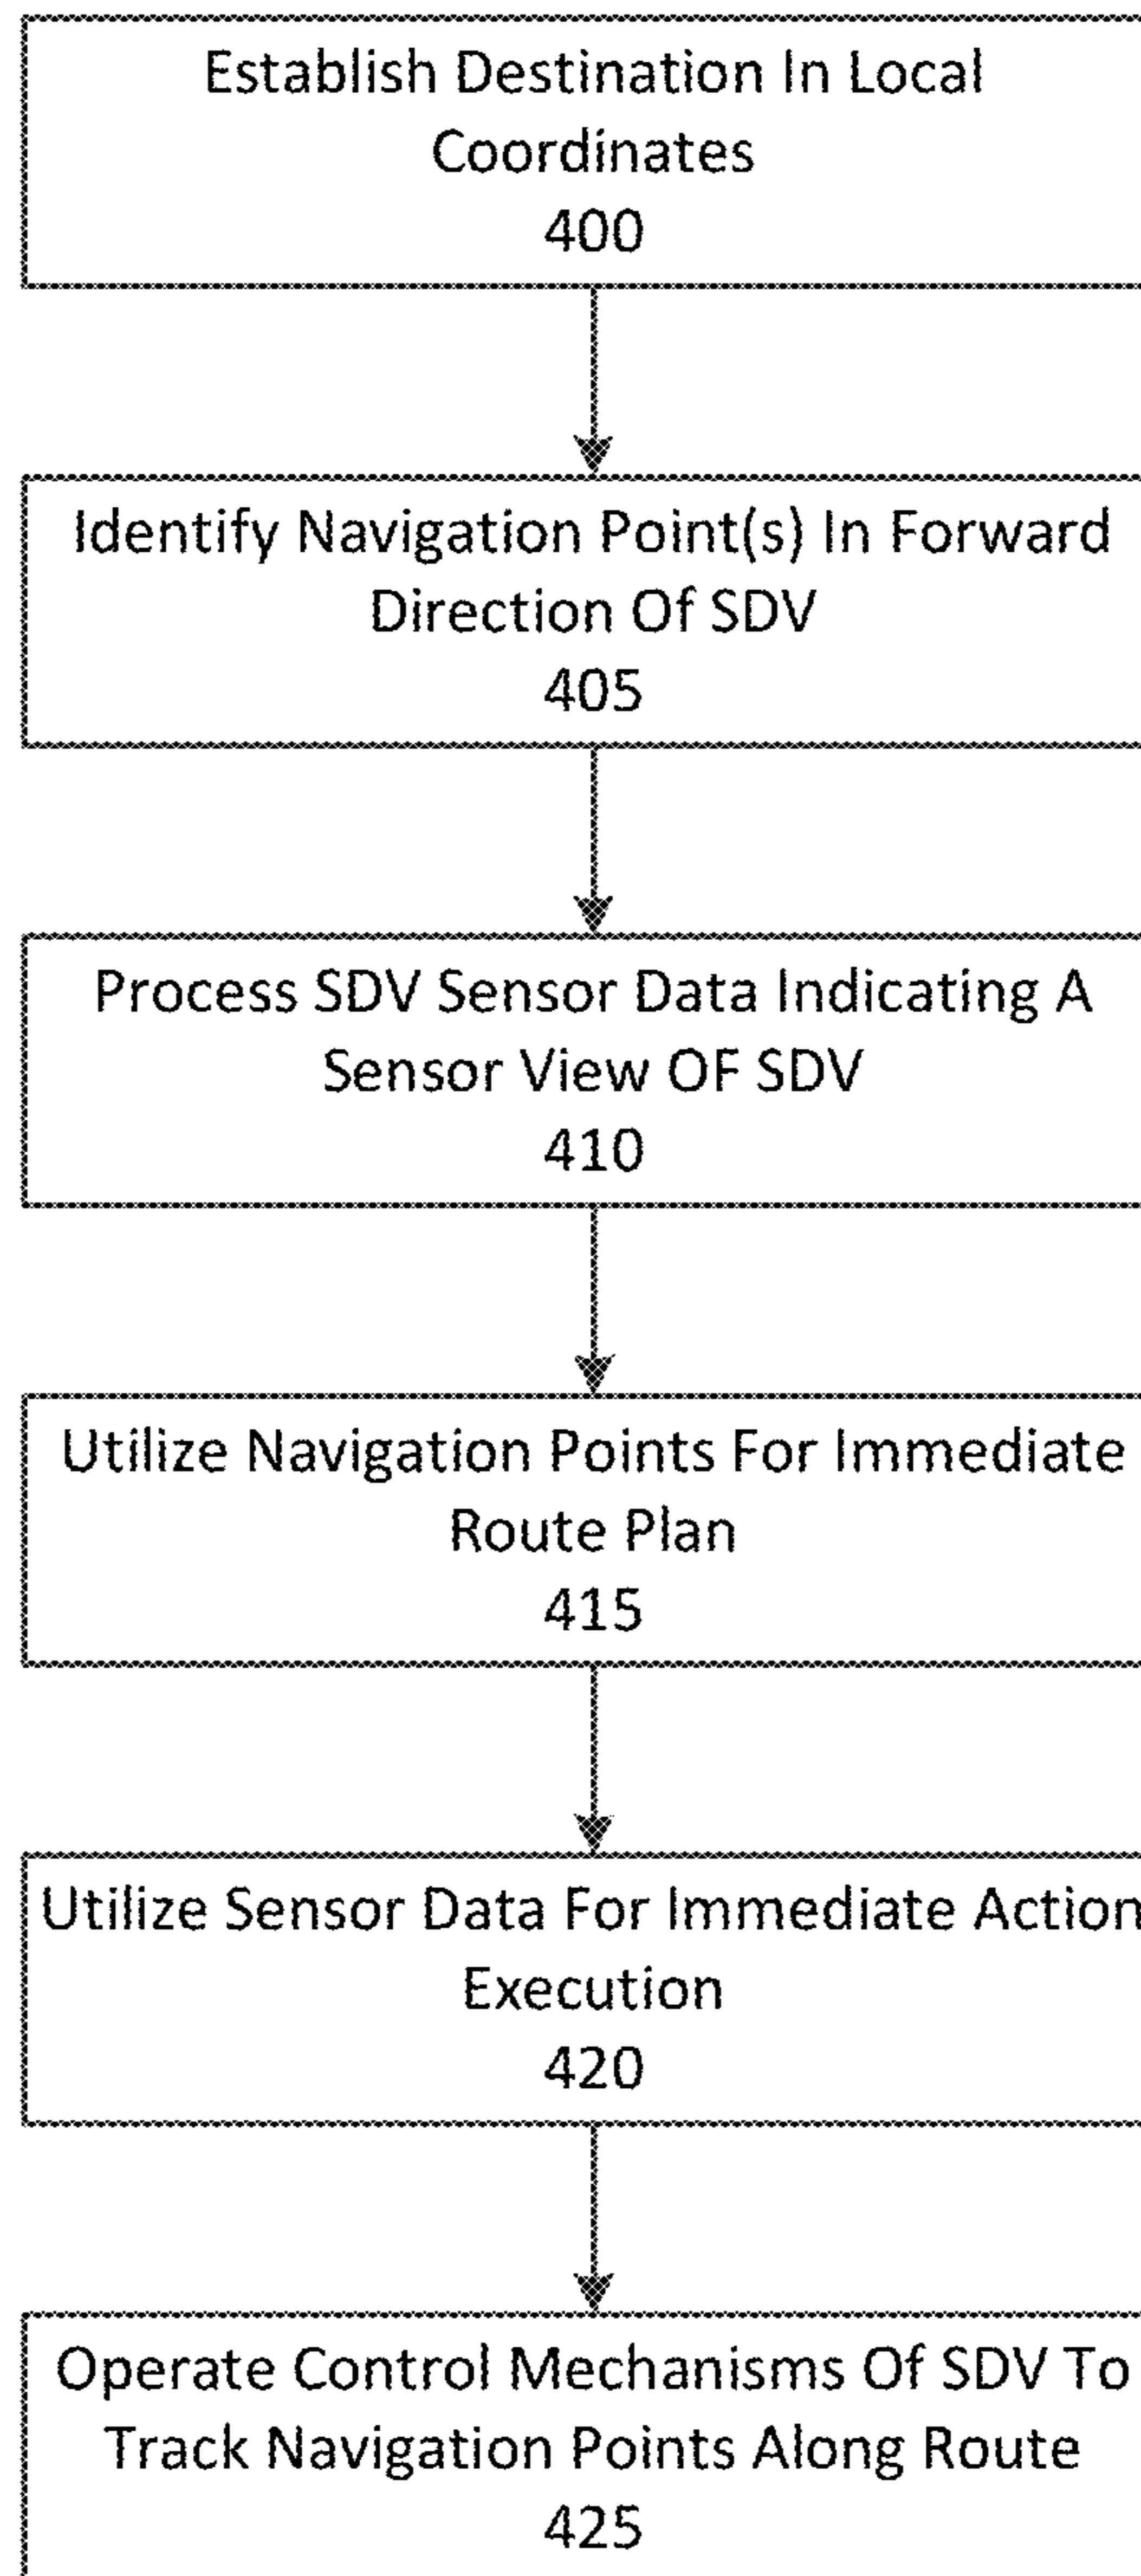 Establish Destination In Local
Coordinates
400
Identify Navigation Point(s) In Forward
Direction Of SDV
405
Process SDV Sensor Data Indicating A
Sensor View OF SDV
410
Utilize Navigation Points For Immediate
Route Plan
415
Utilize Sensor Data For Immediate Action
Execution
420
Operate Control Mechanisms Of SDV To
Track Navigation Points Along Route
425